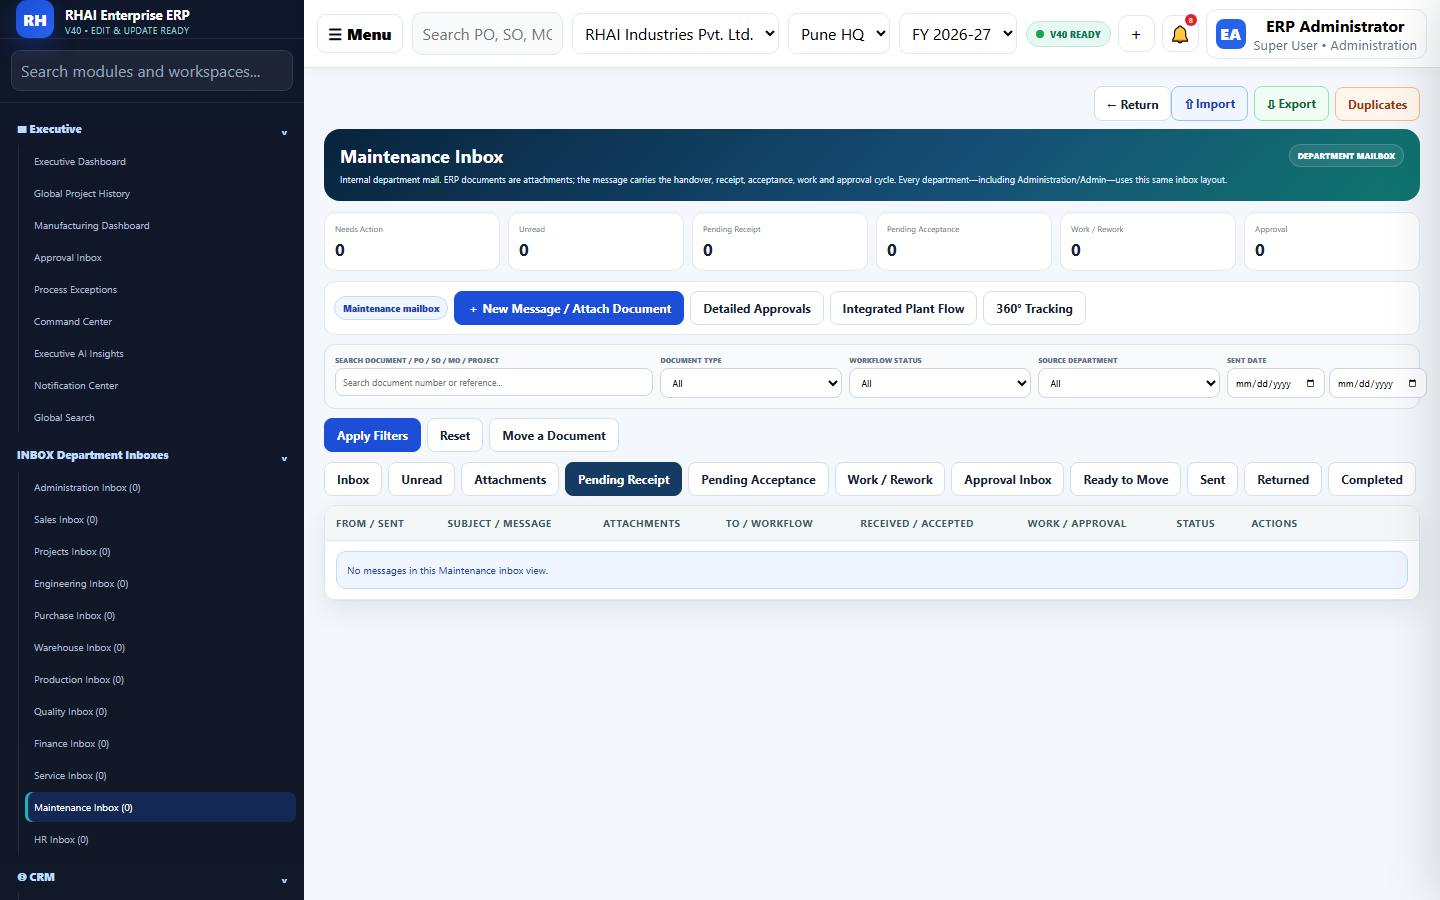 RH RHAI Enterprise ERP
V40 • EDIT & UPDATE READY
Search modules and workspaces...
Executive
Executive Dashboard
Global Project History
Manufacturing Dashboard
Approval Inbox
Process Exceptions
Command Center
Executive AI Insights
Notification Center
Global Search
INBOX Department Inboxes
Administration Inbox (0)
Sales Inbox (0)
Projects Inbox (0)
Engineering Inbox (0)
Purchase Inbox (0)
Warehouse Inbox (0)
Production Inbox (0)
Quality Inbox (0)
Finance Inbox (0)
Service Inbox (0)
Maintenance Inbox (0)
HR Inbox (0)
CRM
☰ Menu
Search PO, SO, MO
RHAI Industries Pvt. Ltd.
Pune HQ
FY 2026-27
V40 READY
+
8
EA
ERP Administrator
Super User • Administration
← Return
⇧ Import
⇩ Export
Duplicates
Maintenance Inbox
DEPARTMENT MAILBOX
Internal department mail. ERP documents are attachments; the message carries the handover, receipt, acceptance, work and approval cycle. Every department—including Administration/Admin—uses this same inbox layout.
Needs Action
0
Unread
0
Pending Receipt
0
Pending Acceptance
0
Work / Rework
0
Approval
0
Maintenance mailbox
+ New Message / Attach Document
Detailed Approvals
Integrated Plant Flow
360° Tracking
SEARCH DOCUMENT / PO / SO / MO / PROJECT
Search document number or reference...
DOCUMENT TYPE
All
WORKFLOW STATUS
All
SOURCE DEPARTMENT
All
SENT DATE
mm/dd/yyyy
mm/dd/yyyy
Apply Filters
Reset
Move a Document
Inbox
Unread
Attachments
Pending Receipt
Pending Acceptance
Work / Rework
Approval Inbox
Ready to Move
Sent
Returned
Completed
FROM / SENT
SUBJECT / MESSAGE
ATTACHMENTS
TO / WORKFLOW
RECEIVED / ACCEPTED
WORK / APPROVAL
STATUS
ACTIONS
No messages in this Maintenance inbox view.